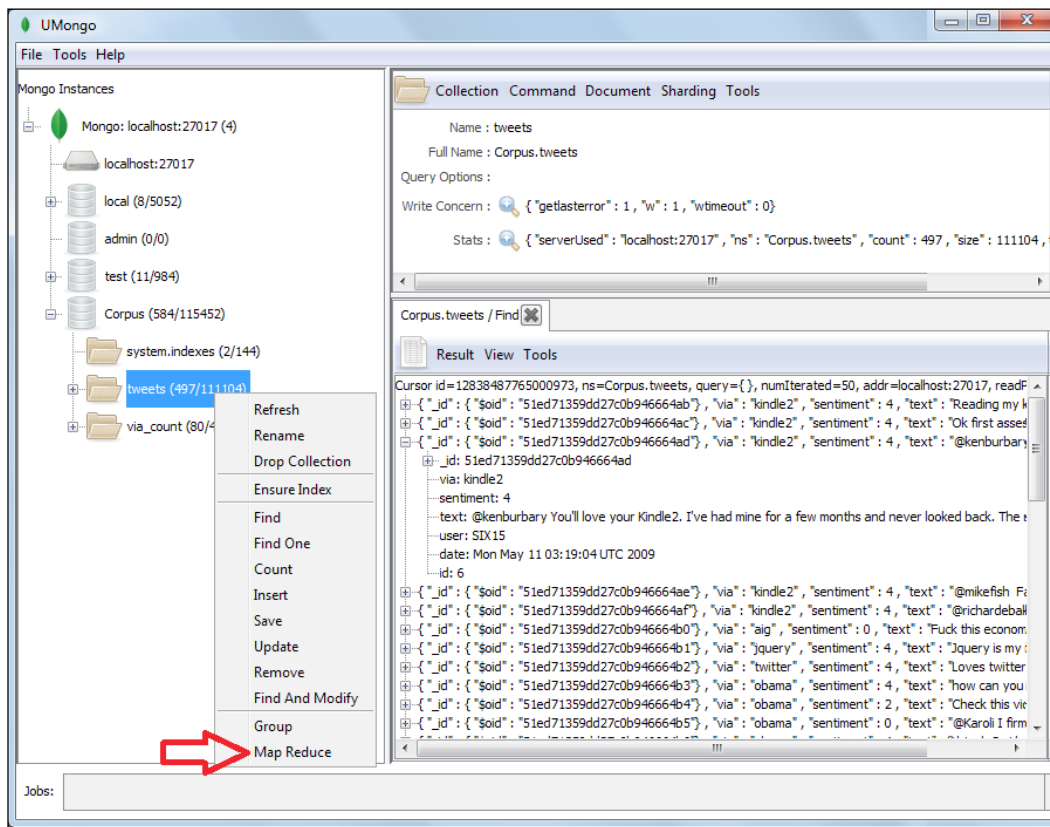 UMongo
File Tools Help
Mongo Instances
Mongo: localhost:27017 (4)
localhost:27017
local (8/5052)
admin (0/0)
test (11/984)
Corpus (584/115452)
system.indexes (2/144)
tweets (497/111104)
via_count (80/4
Refresh
Rename
Drop Collection
Ensure Index
Find
Find One
Count
Insert
Save
Update
Remove
Find And Modify
Group
Map Reduce
Collection Command Document Sharding Tools
Name : tweets
Full Name : Corpus.tweets
Query Options :
Write Concern : { "getlasterror" : 1 , "w" : 1 , "wtimeout" : 0}
Stats : { "serverUsed" : "localhost:27017" , "ns" : "Corpus.tweets" , "count" : 497 , "size" : 111104 ,
Corpus.tweets / Find
Result View Tools
Cursor id=12838487765000973, ns=Corpus.tweets, query={ }, numIterated=50, addr=localhost:27017, readP
{ "_id" : { "$oid" : "51ed71359dd27c0b946664ab"} , "via" : "kindle2" , "sentiment" : 4 , "text" : "Reading my k
{ "_id" : { "$oid" : "51ed71359dd27c0b946664ac"} , "via" : "kindle2" , "sentiment" : 4 , "text" : "Ok first asses
{ "_id" : { "$oid" : "51ed71359dd27c0b946664ad"} , "via" : "kindle2" , "sentiment" : 4 , "text" : "@kenburbary
_id: 51ed71359dd27c0b946664ad
via: kindle2
sentiment: 4
text: @kenburbary You'll love your Kindle2. I've had mine for a few months and never looked back. The
user: SIX15
date: Mon May 11 03:19:04 UTC 2009
id: 6
{ "_id" : { "$oid" : "51ed71359dd27c0b946664ae"} , "via" : "kindle2" , "sentiment" : 4 , "text" : "@mikefish Fa
{ "_id" : { "$oid" : "51ed71359dd27c0b946664af"} , "via" : "kindle2" , "sentiment" : 4 , "text" : "@richardebak
{ "_id" : { "$oid" : "51ed71359dd27c0b946664b0"} , "via" : "aig" , "sentiment" : 0 , "text" : "Fuck this econom
{ "_id" : { "$oid" : "51ed71359dd27c0b946664b1"} , "via" : "jquery" , "sentiment" : 4 , "text" : "Jquery is my
{ "_id" : { "$oid" : "51ed71359dd27c0b946664b2"} , "via" : "twitter" , "sentiment" : 4 , "text" : "Loves twitter
{ "_id" : { "$oid" : "51ed71359dd27c0b946664b3"} , "via" : "obama" , "sentiment" : 4 , "text" : "how can you
{ "_id" : { "$oid" : "51ed71359dd27c0b946664b4"} , "via" : "obama" , "sentiment" : 2 , "text" : "Check this vid
{ "_id" : { "$oid" : "51ed71359dd27c0b946664b5"} , "via" : "obama" , "sentiment" : 0 , "text" : "@Karoli I firm
Jobs: